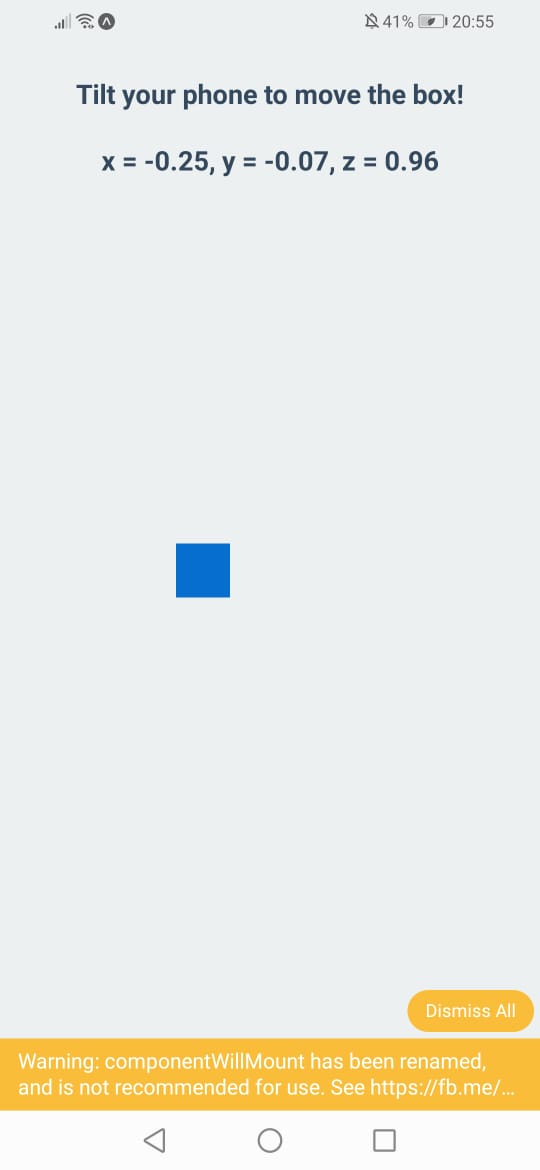 41% 20:55
Tilt your phone to move the box!
x = -0.25, y = -0.07, z = 0.96
Dismiss All
Warning: componentWillMount has been renamed,
and is not recommended for use. See https://fb.me/...